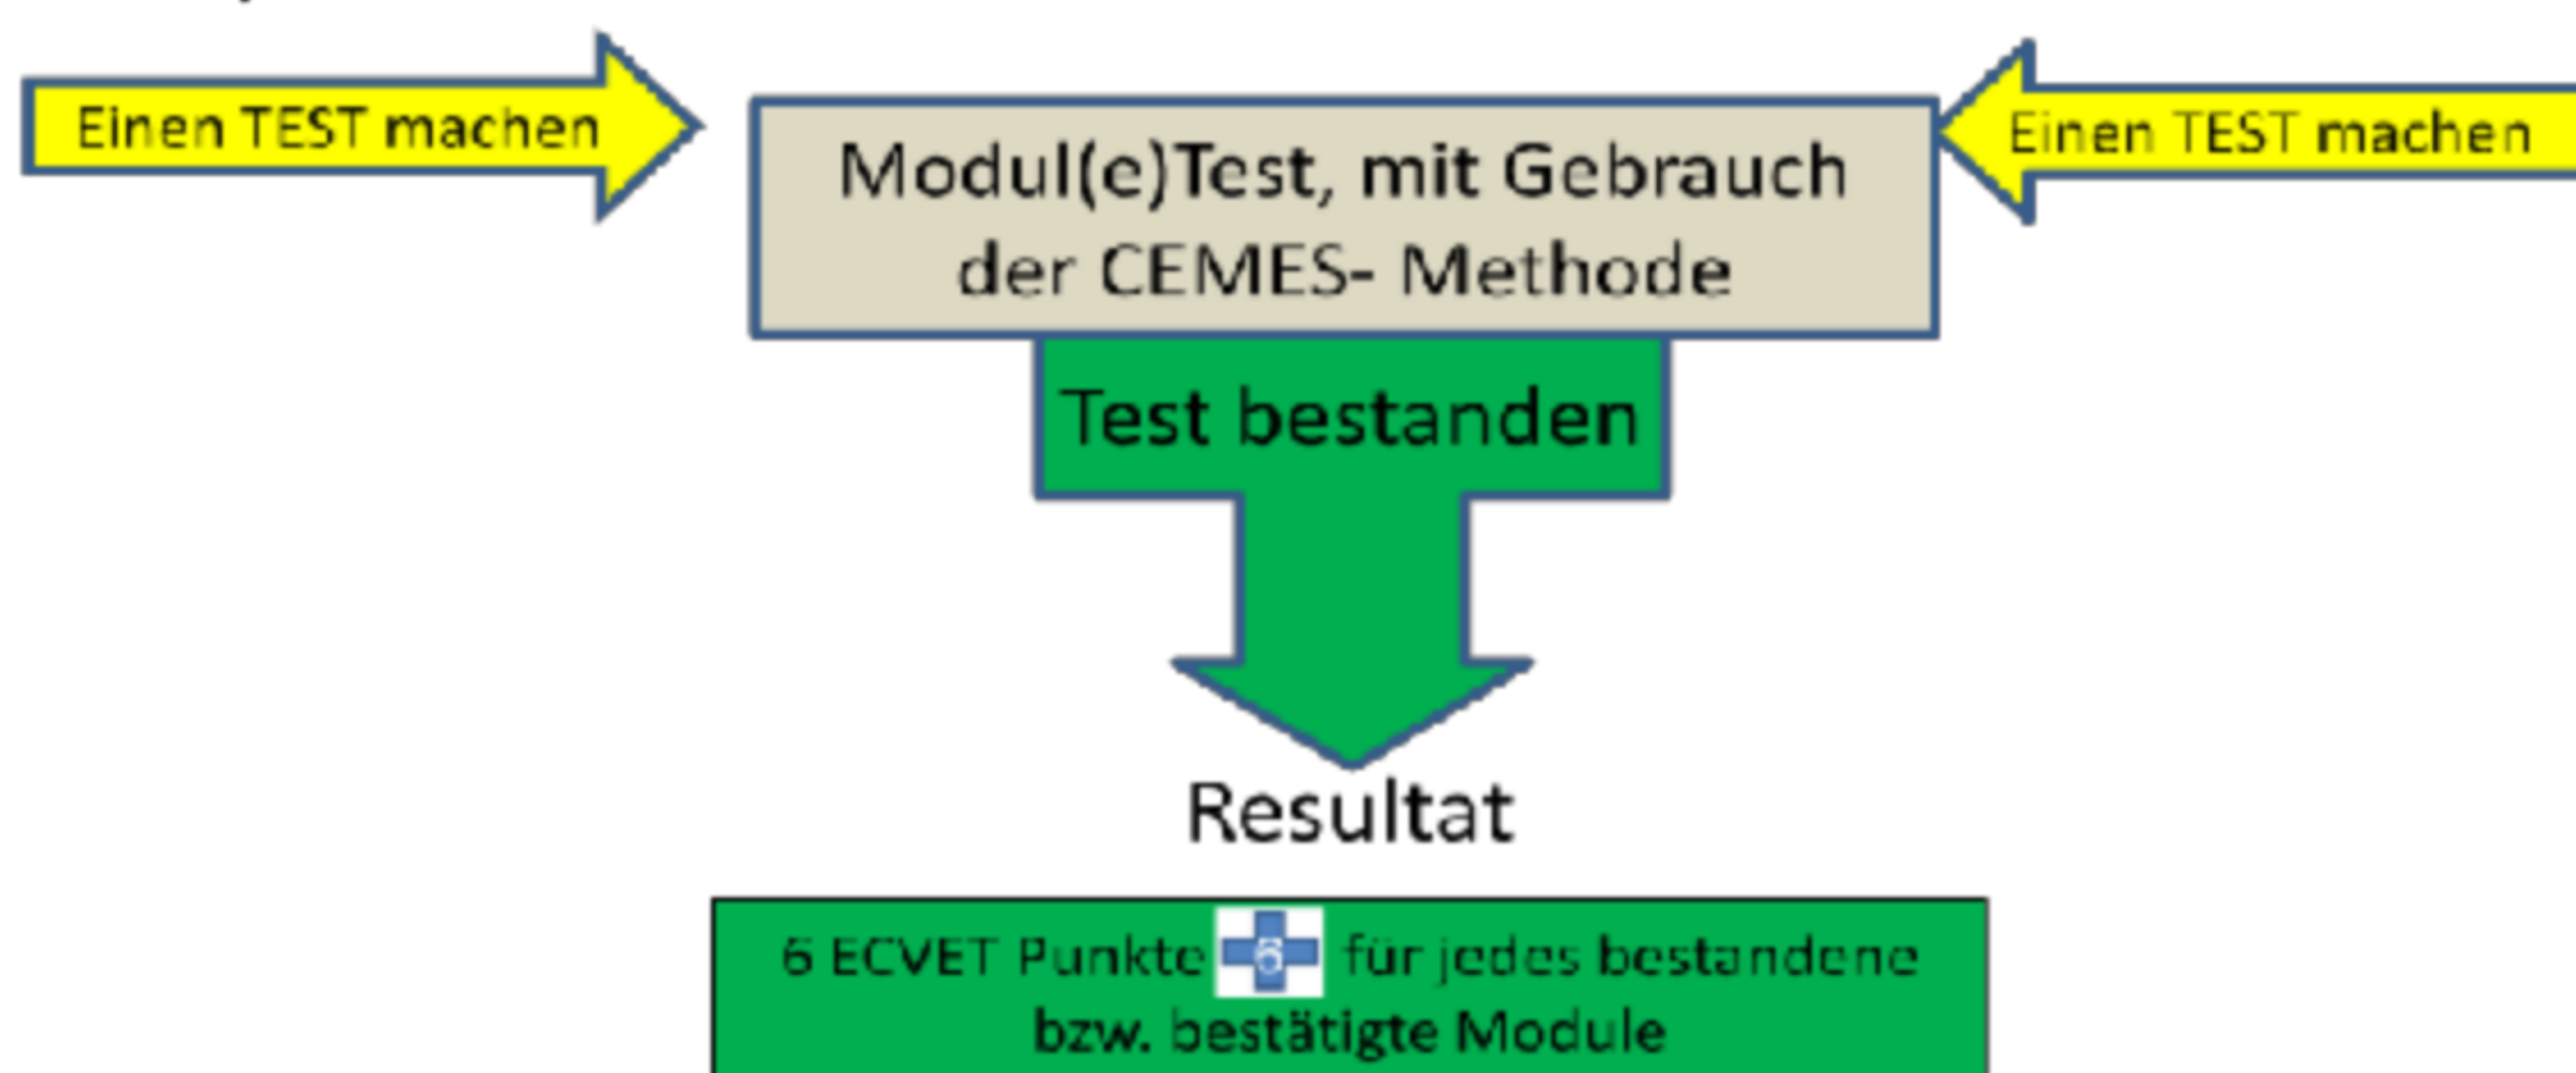 Einen TEST machen
Modul(e)Test, mit Gebrauch
der CEMES- Methode
Einen TEST machen
Test bestanden
Resultat
6 ECVET Punkte 6 für jedes bestandene
bzw. bestätigte Module